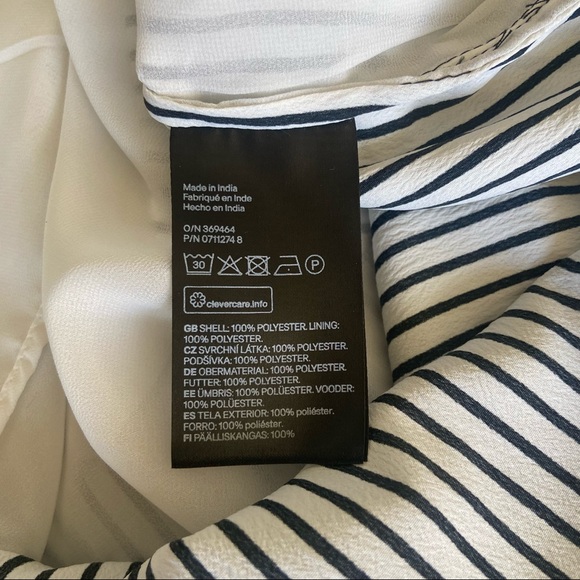 Made in India
Fabriqué en Inde
Hecho en India
O/N 369464
P/N 0711274 8
30
P
clevercare.info
GB SHELL: 100% POLYESTER. LINING:
100% POLYESTER.
CZ SVRCHNÍ LÁTKA: 100% POLYESTER.
PODŠÍVKA: 100% POLYESTER.
DE OBERMATERIAL: 100% POLYESTER.
FUTTER: 100% POLYESTER.
EE ÜMBRIS: 100% POLÜESTER. VOODER:
100% POLÜESTER.
ES TELA EXTERIOR: 100% poliéster.
FORRO: 100% poliéster.
FI PÄÄLLISKANGAS: 100%